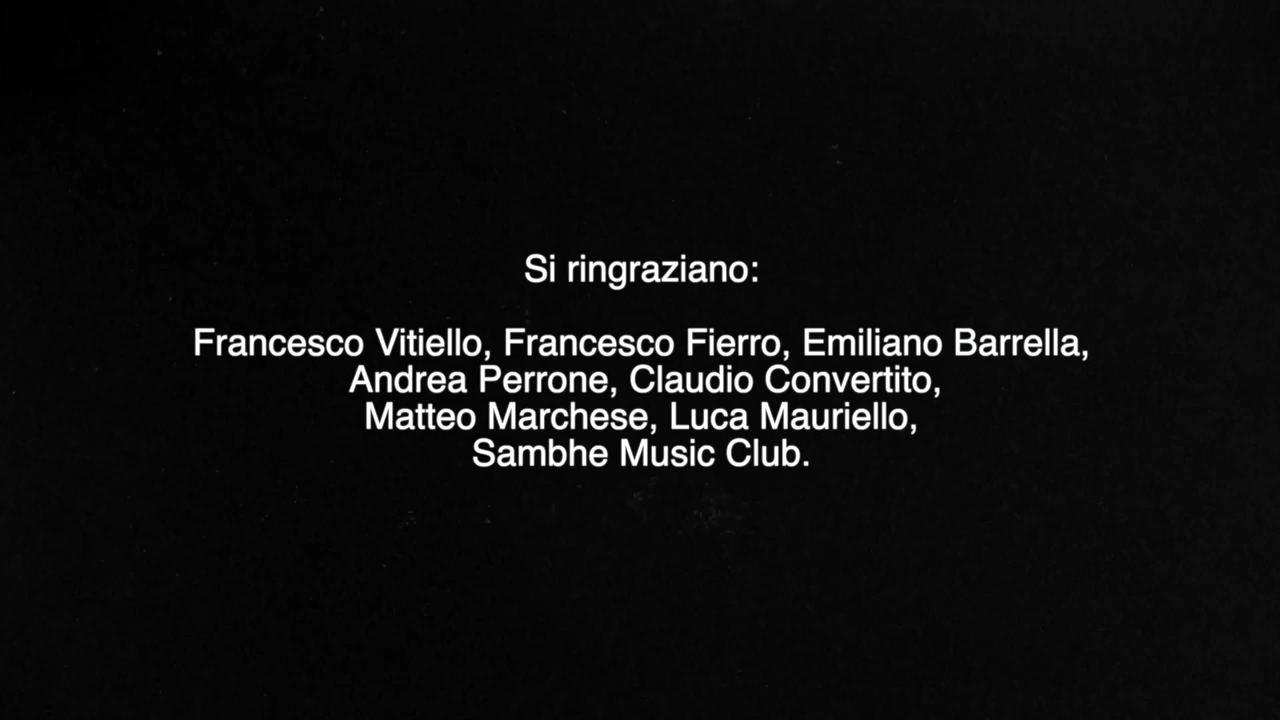 Si ringraziano:
Francesco Vitiello, Francesco Fierro, Emiliano Barrella,
Andrea Perrone, Claudio Convertito,
Matteo Marchese, Luca Mauriello,
Sambhe Music Club.